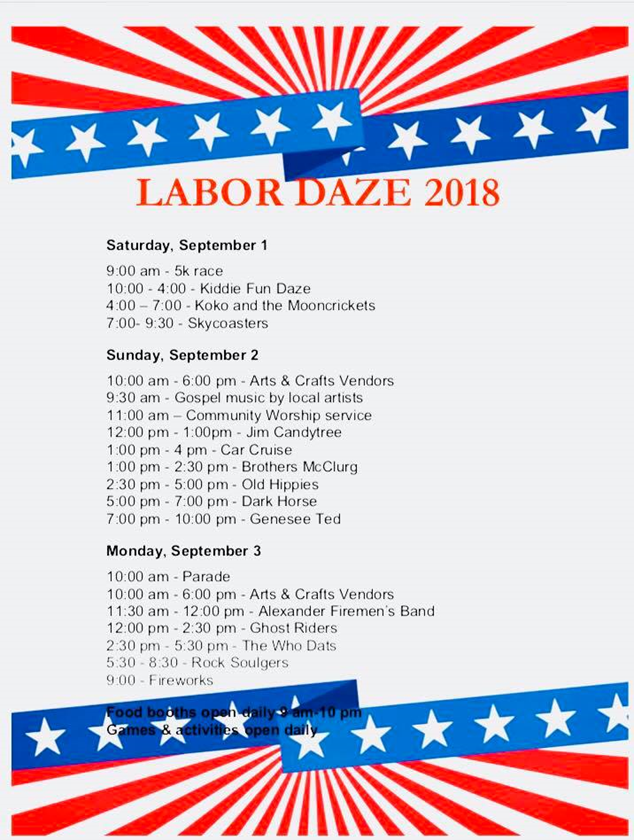 LABOR DAZE 2018
Saturday, September 1
9:00 am - 5k race
10:00 - 4:00 - Kiddie Fun Daze
4:00 – 7:00 - Koko and the Mooncrickets
7:00- 9:30 - Skycoasters
Sunday, September 2
10:00 am - 6:00 pm - Arts & Crafts Vendors
9:30 am - Gospel music by local artists
11:00 am – Community Worship service
12:00 pm - 1:00pm - Jim Candytree
1:00 pm - 4 pm - Car Cruise
1:00 pm - 2:30 pm - Brothers McClurg
2:30 pm - 5:00 pm - Old Hippies
5:00 pm - 7:00 pm - Dark Horse
7:00 pm - 10:00 pm - Genesee Ted
Monday, September 3
10:00 am - Parade
10:00 am - 6:00 pm - Arts & Crafts Vendors
11:30 am - 12:00 pm - Alexander Firemen's Band
12:00 pm - 2:30 pm - Ghost Riders
2:30 pm - 5:30 pm - The Who Dats
5:30 - 8:30 - Rock Soulgers
9:00 - Fireworks
Food booths open daily 9 am-10 pm
Games & activities open daily